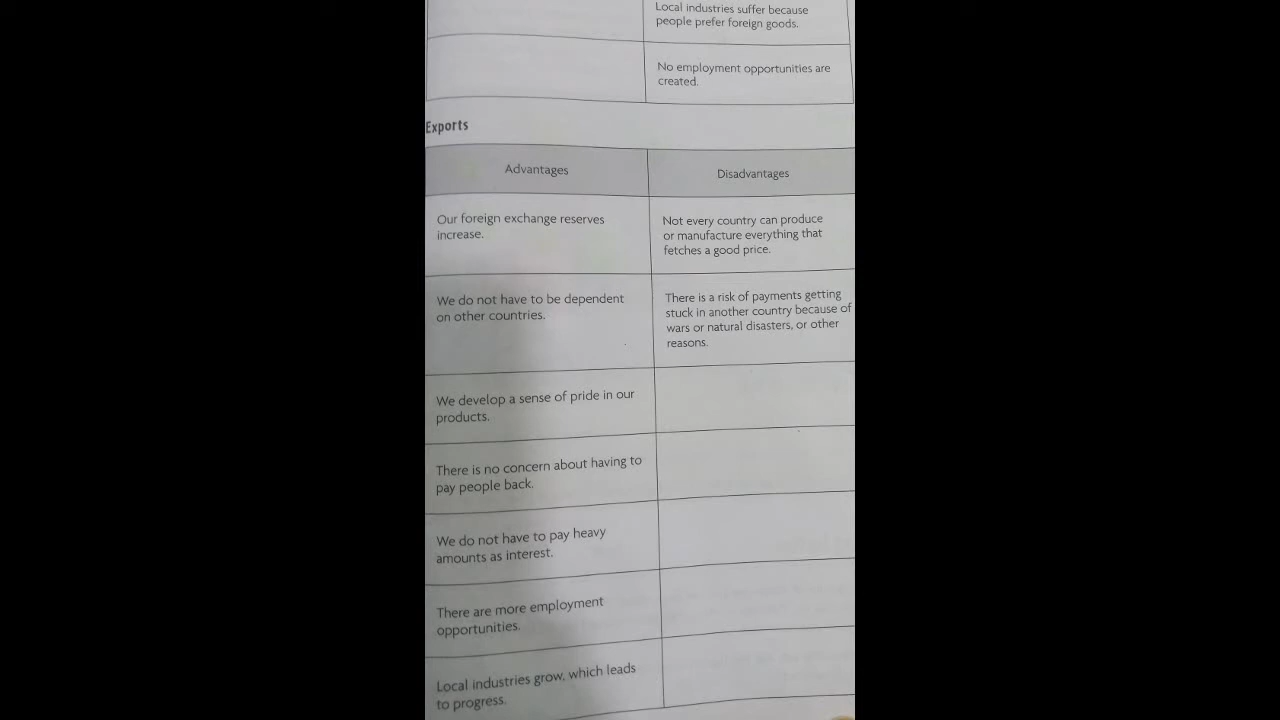 Local industries suffer because
people prefer foreign goods.
No employment opportunities are
created.
Exports
Advantages
Disadvantages
Our foreign exchange reserves
increase.
Not every country can produce
or manufacture everything that
fetches a good price.
We do not have to be dependent
on other countries.
There is a risk of payments getting
stuck in another country because of
wars or natural disasters, or other
reasons.
We develop a sense of pride in our
products.
There is no concern about having to
pay people back.
We do not have to pay heavy
amounts as interest.
There are more employment
opportunities.
Local industries grow, which leads
to progress.